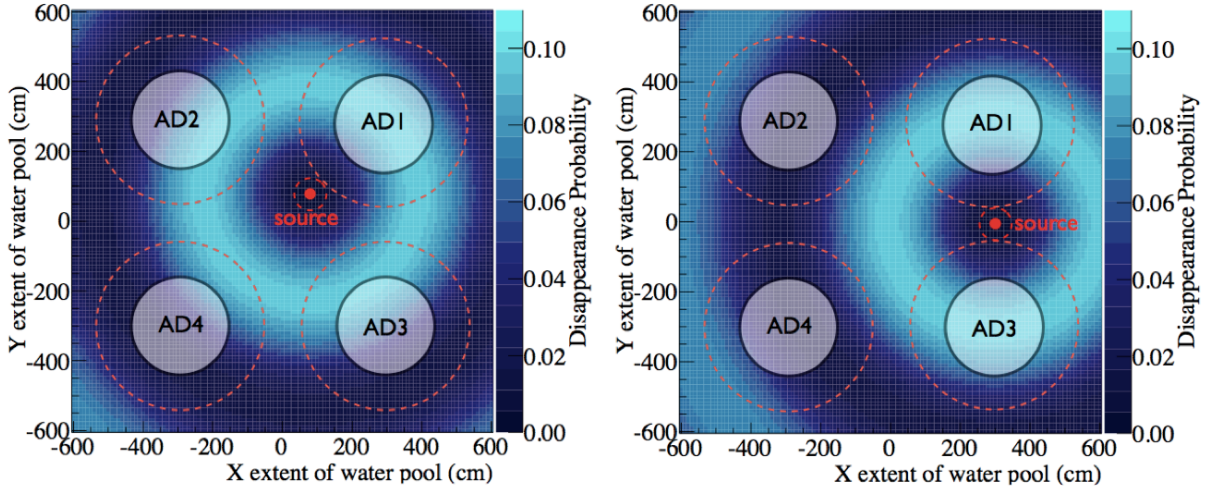 600
400
200
0
-200
-400
-600
Y extent of water pool (cm)
-600 -400 -200 0 200 400 600
X extent of water pool (cm)
AD2
AD1
source
AD4
AD3
0.10
0.08
0.06
0.04
0.02
0.00
Disappearance Probability
600
400
200
0
-200
-400
-600
Y extent of water pool (cm)
-600 -400 -200 0 200 400 600
X extent of water pool (cm)
AD2
AD1
source
AD4
AD3
0.10
0.08
0.06
0.04
0.02
0.00
Disappearance Probability